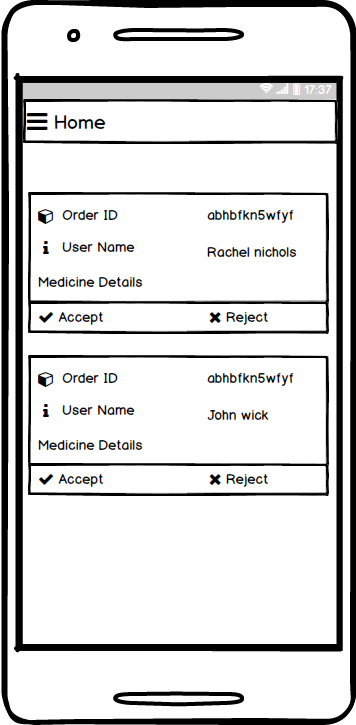 17:37
Home
Order ID abhbfkn5wfyf
User Name Rachel nichols
Medicine Details
Accept Reject
Order ID abhbfkn5wfyf
User Name John wick
Medicine Details
Accept Reject